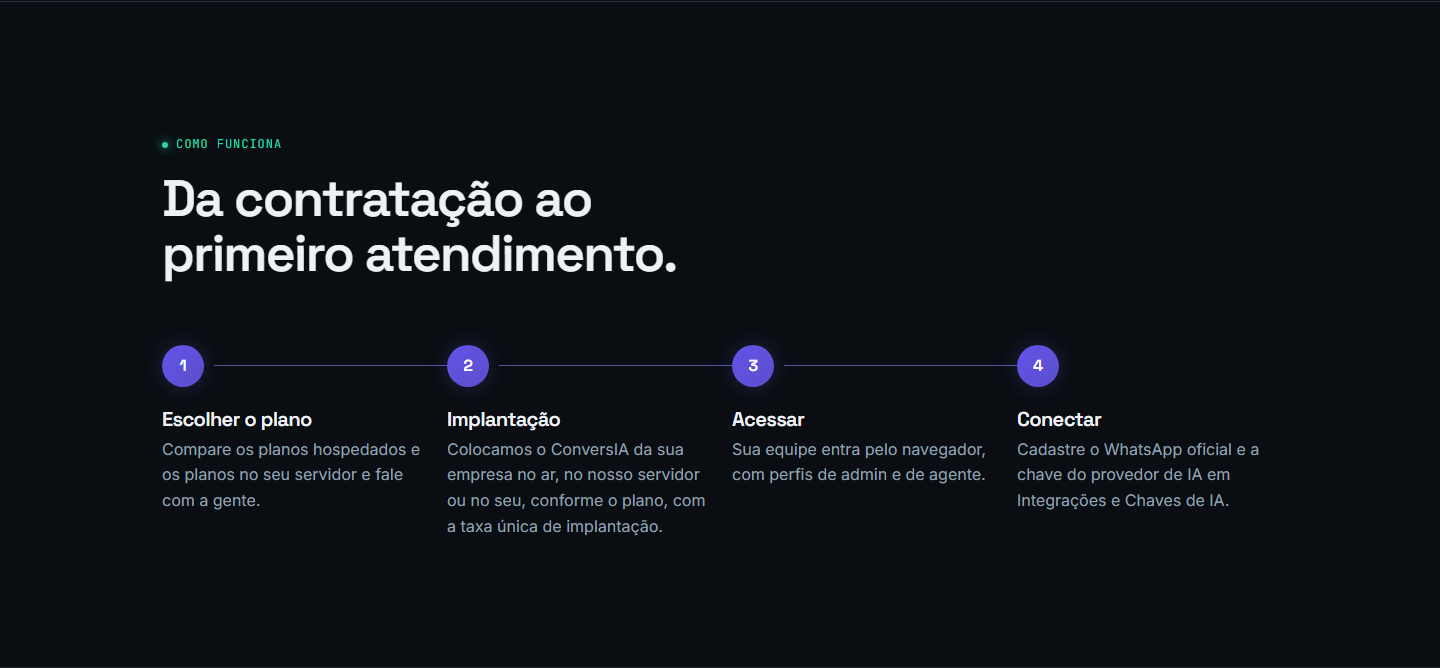 COMO FUNCIONA
Da contratação ao
primeiro atendimento.
1
2
3
4
Escolher o plano
Compare os planos hospedados e
os planos no seu servidor e fale
com a gente.
Implantação
Colocamos o ConversIA da sua
empresa no ar, no nosso servidor
ou no seu, conforme o plano, com
a taxa única de implantação.
Acessar
Sua equipe entra pelo navegador,
com perfis de admin e de agente.
Conectar
Cadastre o WhatsApp oficial e a
chave do provedor de IA em
Integrações e Chaves de IA.